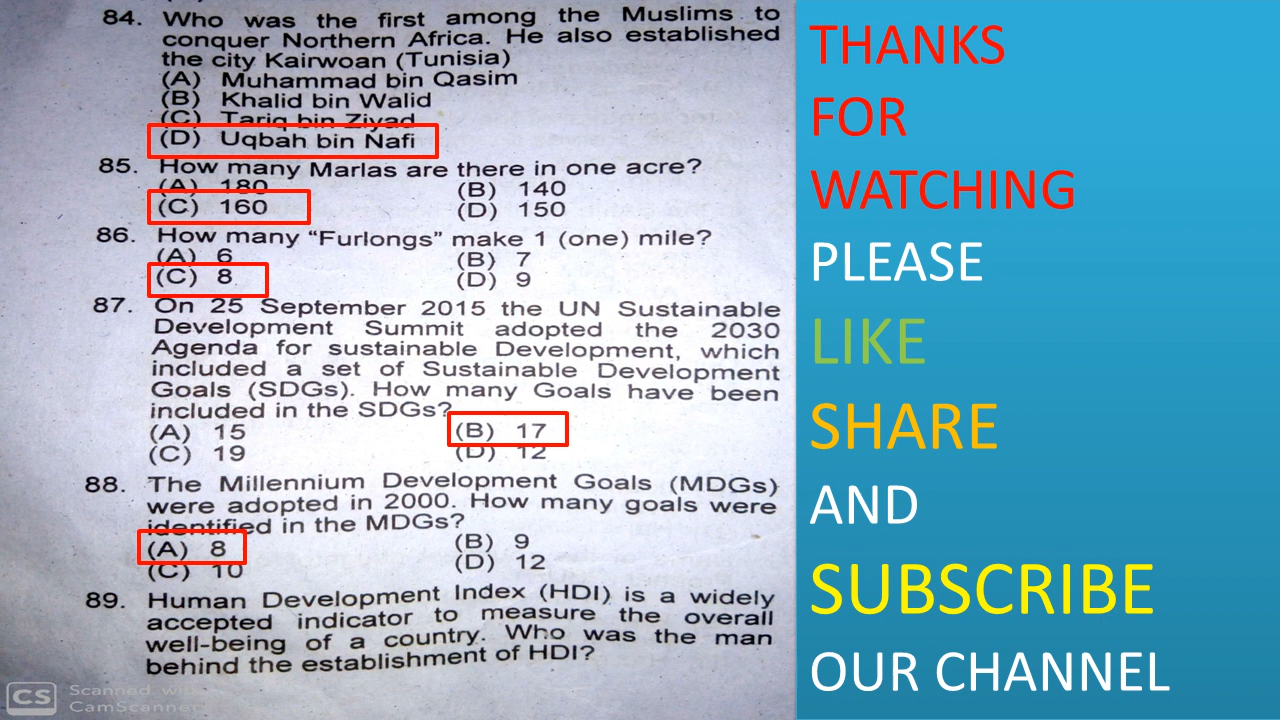 84. Who was the first among the Muslims to
conquer Northern Africa. He also established
the city Kairwoan (Tunisia)
(A) Muhammad bin Qasim
(B) Khalid bin Walid
(C) Tariq bin Ziyad
(D) Uqbah bin Nafi
85. How many Marlas are there in one acre?
(A) 180 (B) 140
(C) 160 (D) 150
86. How many “Furlongs” make 1 (one) mile?
(A) 6 (B) 7
(C) 8 (D) 9
87. On 25 September 2015 the UN Sustainable
Development Summit adopted the 2030
Agenda for sustainable Development, which
included a set of Sustainable Development
Goals (SDGs). How many Goals have been
included in the SDGs?
(A) 15 (B) 17
(C) 19 (D) 12
88. The Millennium Development Goals (MDGs)
were adopted in 2000. How many goals were
identified in the MDGs?
(A) 8 (B) 9
(C) 10 (D) 12
89. Human Development Index (HDI) is a widely
accepted indicator to measure the overall
well-being of a country. Who was the man
behind the establishment of HDI?
CS Scanned with
CamScanner
THANKS
FOR
WATCHING
PLEASE
LIKE
SHARE
AND
SUBSCRIBE
OUR CHANNEL